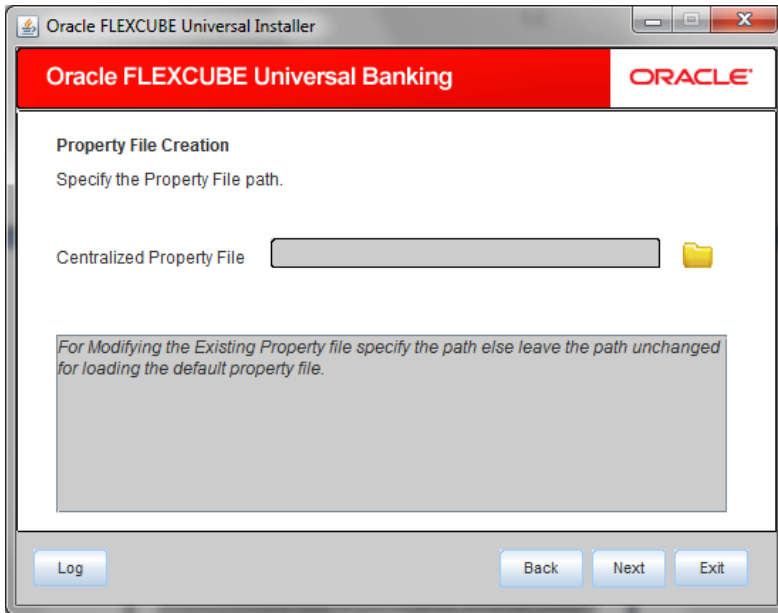 Oracle FLEXCUBE Universal Installer
Oracle FLEXCUBE Universal Banking
ORACLE
Property File Creation
Specify the Property File path.
Centralized Property File
For Modifying the Existing Property file specify the path else leave the path unchanged
for loading the default property file.
Log
Back
Next
Exit